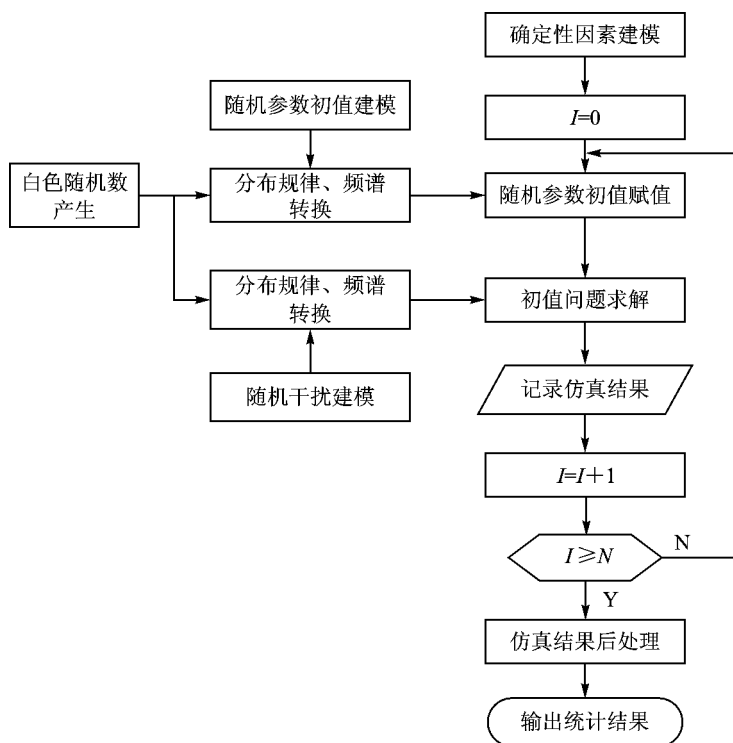 确定性因素建模
随机参数初值建模
I=0
白色随机数
产生
分布规律、频谱
转换
随机参数初值赋值
分布规律、频谱
转换
初值问题求解
随机干扰建模
记录仿真结果
I=I+1
I≥N
N
Y
仿真结果后处理
输出统计结果